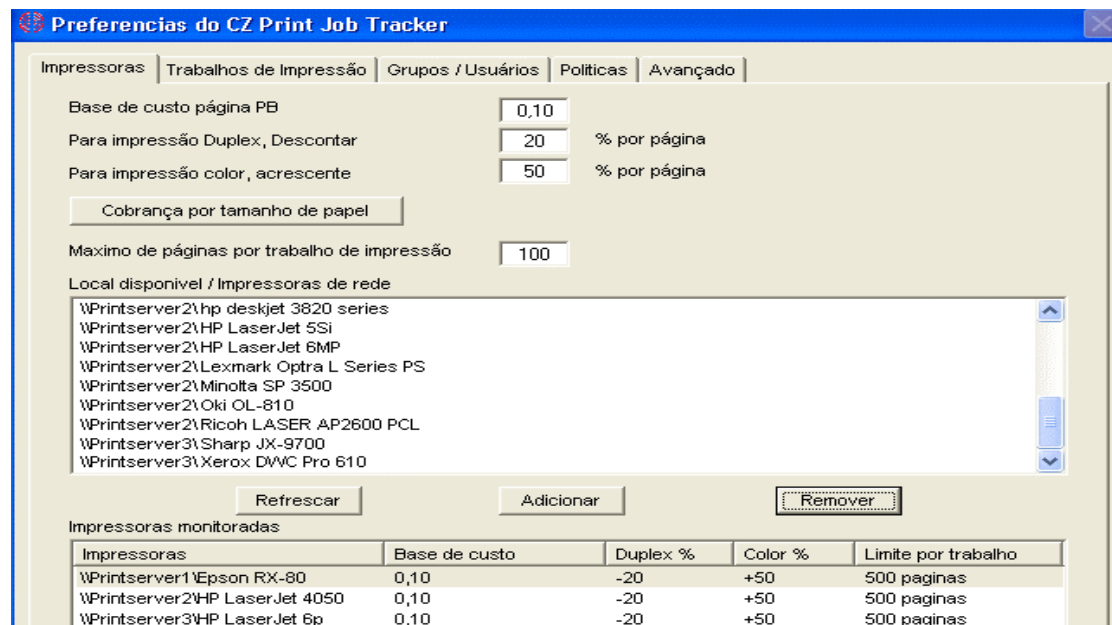 Preferencias do CZ Print Job Tracker
Impressoras Trabalhos de Impressão Grupos / Usuários Politicas Avançado
Base de custo página PB 0,10
Para impressão Duplex, Descontar 20 % por página
Para impressão color, acrescente 50 % por página
Cobrança por tamanho de papel
Maximo de páginas por trabalho de impressão 100
Local disponivel / Impressoras de rede
\\Printserver2\hp deskjet 3820 series
\\Printserver2\HP LaserJet 5Si
\\Printserver2\HP LaserJet 6MP
\\Printserver2\Lexmark Optra L Series PS
\\Printserver2\Minolta SP 3500
\\Printserver2\Oki OL-810
\\Printserver2\Ricoh LASER AP2600 PCL
\\Printserver3\Sharp JX-9700
\\Printserver3\Xerox DWC Pro 610
Refrescar Adicionar Remover
Impressoras monitoradas
Impressoras Base de custo Duplex % Color % Limite por trabalho
\\Printserver1\Epson RX-80 0,10 -20 +50 500 paginas
\\Printserver2\HP LaserJet 4050 0,10 -20 +50 500 paginas
\\Printserver3\HP LaserJet 6p 0,10 -20 +50 500 paginas